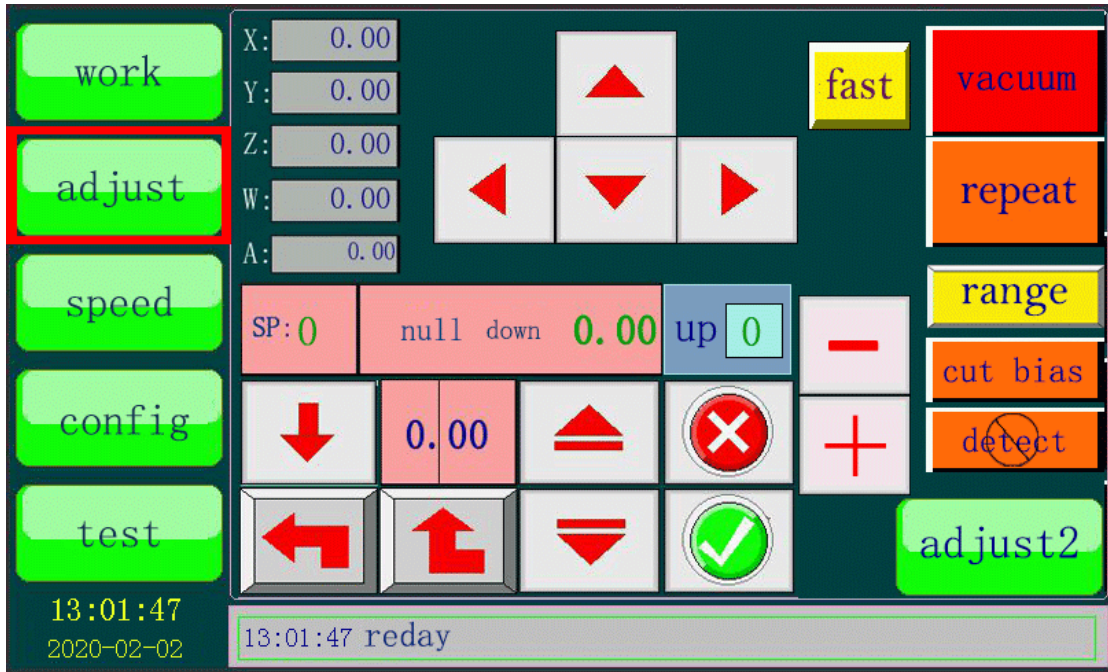 work
adjust
speed
config
test
13:01:47
2020-02-02
X: 0.00
Y: 0.00
Z: 0.00
W: 0.00
A: 0.00
fast
vacuum
repeat
range
cut bias
detect
SP:0
null down 0.00
up 0
0.00
adjust2
13:01:47 reday